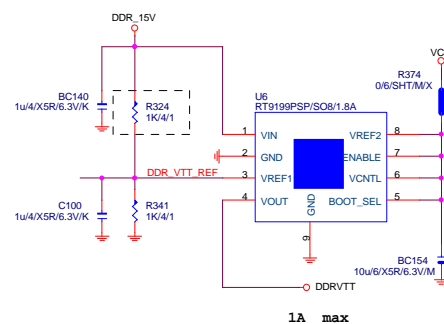 DDR_15V
VC
BC140
1u/4/X5R/6.3V/K
R324
1K/4/1
U6
RT9199PSP/SO8/1.8A
R374
0/6/SHT/M/X
1
VIN
VREF2
8
2
GND
ENABLE
7
DDR_VTT_REF
3
VREF1
VCNTL
6
4
VOUT
BOOT_SEL
5
GND
9
C100
1u/4/X5R/6.3V/K
R341
1K/4/1
BC154
10u/6/X5R/6.3V/M
DDRVTT
1A max